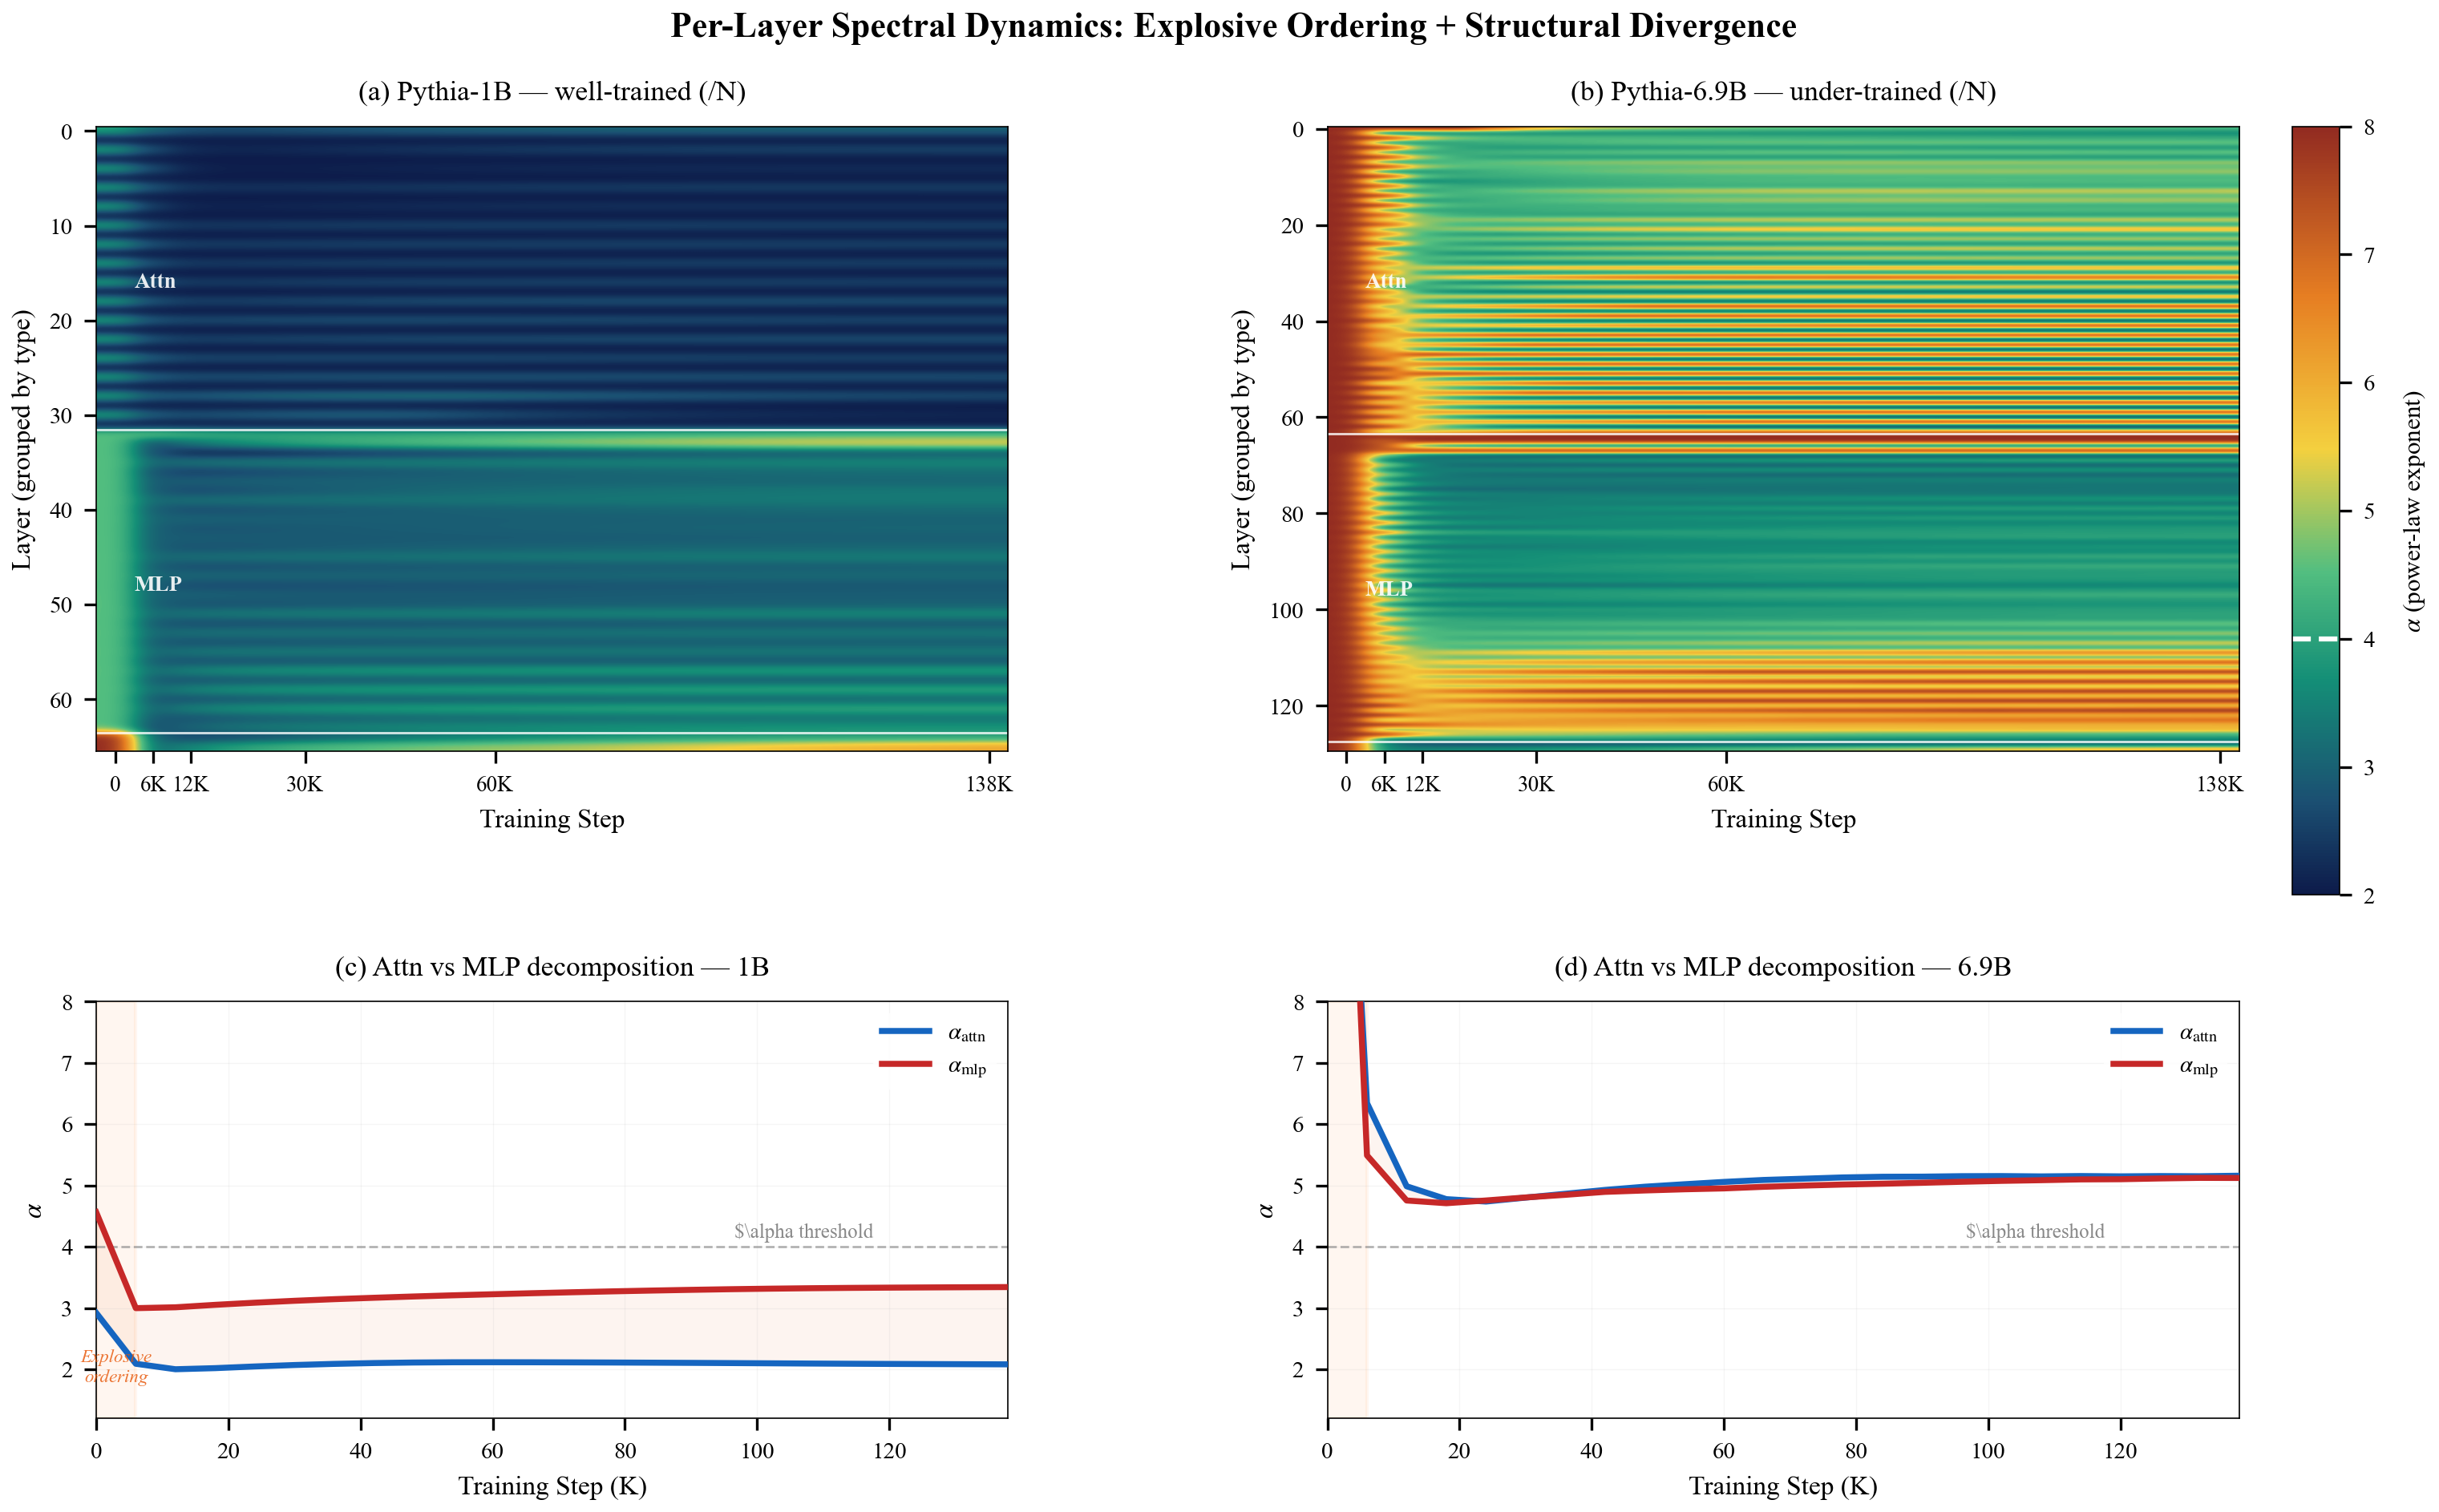 Per-Layer Spectral Dynamics: Explosive Ordering + Structural Divergence
(a) Pythia-1B — well-trained (/N)
Layer (grouped by type)
0
10
20
30
40
50
60
Attn
MLP
0 6K 12K 30K 60K 138K
Training Step
(b) Pythia-6.9B — under-trained (/N)
Layer (grouped by type)
0
20
40
60
80
100
120
Attn
MLP
0 6K 12K 30K 60K 138K
Training Step
8
7
6
5
4
3
2
α (power-law exponent)
(c) Attn vs MLP decomposition — 1B
α
8
7
6
5
4
3
2
α attn
α mlp
$\alpha threshold
Explosive
ordering
0 20 40 60 80 100 120
Training Step (K)
(d) Attn vs MLP decomposition — 6.9B
α
8
7
6
5
4
3
2
α attn
α mlp
$\alpha threshold
0 20 40 60 80 100 120
Training Step (K)